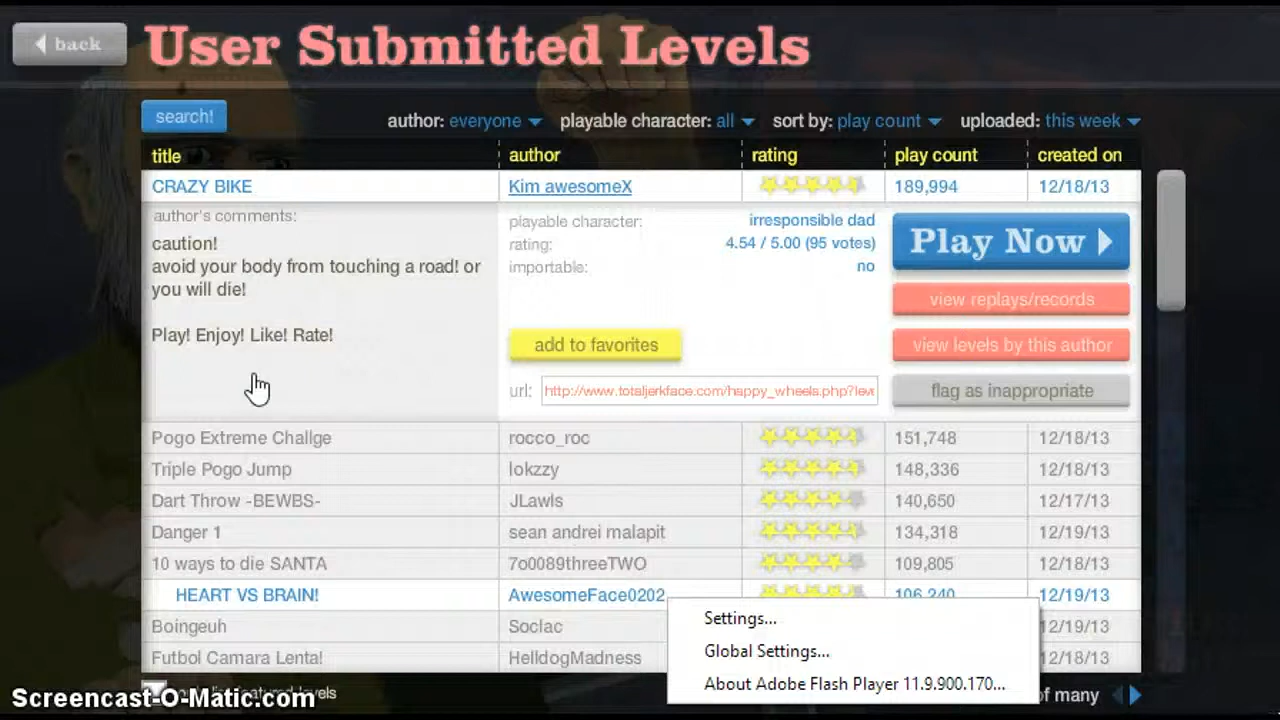 back
User Submitted Levels
search!
author: everyone
playable character: all
sort by: play count
uploaded: this week
title
author
rating
play count
created on
CRAZY BIKE
Kim awesomeX
189,994
12/18/13
author's comments:
caution!
avoid your body from touching a road! or
you will die!
Play! Enjoy! Like! Rate!
playable character: irresponsible dad
rating: 4.54 / 5.00 (95 votes)
importable: no
add to favorites
url: http://www.totaljerkface.com/happy_wheels.php?leve
Play Now
view replays/records
view levels by this author
flag as inappropriate
Pogo Extreme Challge rocco_roc 151,748 12/18/13
Triple Pogo Jump lokzzy 148,336 12/18/13
Dart Throw -BEWBS- JLawls 140,650 12/17/13
Danger 1 sean andrei malapit 134,318 12/19/13
10 ways to die SANTA 7o0089threeTWO 109,805 12/18/13
HEART VS BRAIN! AwesomeFace0202 106,240 12/19/13
Boingeuh Soclac 12/19/13
Futbol Camara Lenta! HelldogMadness 12/18/13
Settings...
Global Settings...
About Adobe Flash Player 11.9.900.170...
levels
of many
Screencast-O-Matic.com